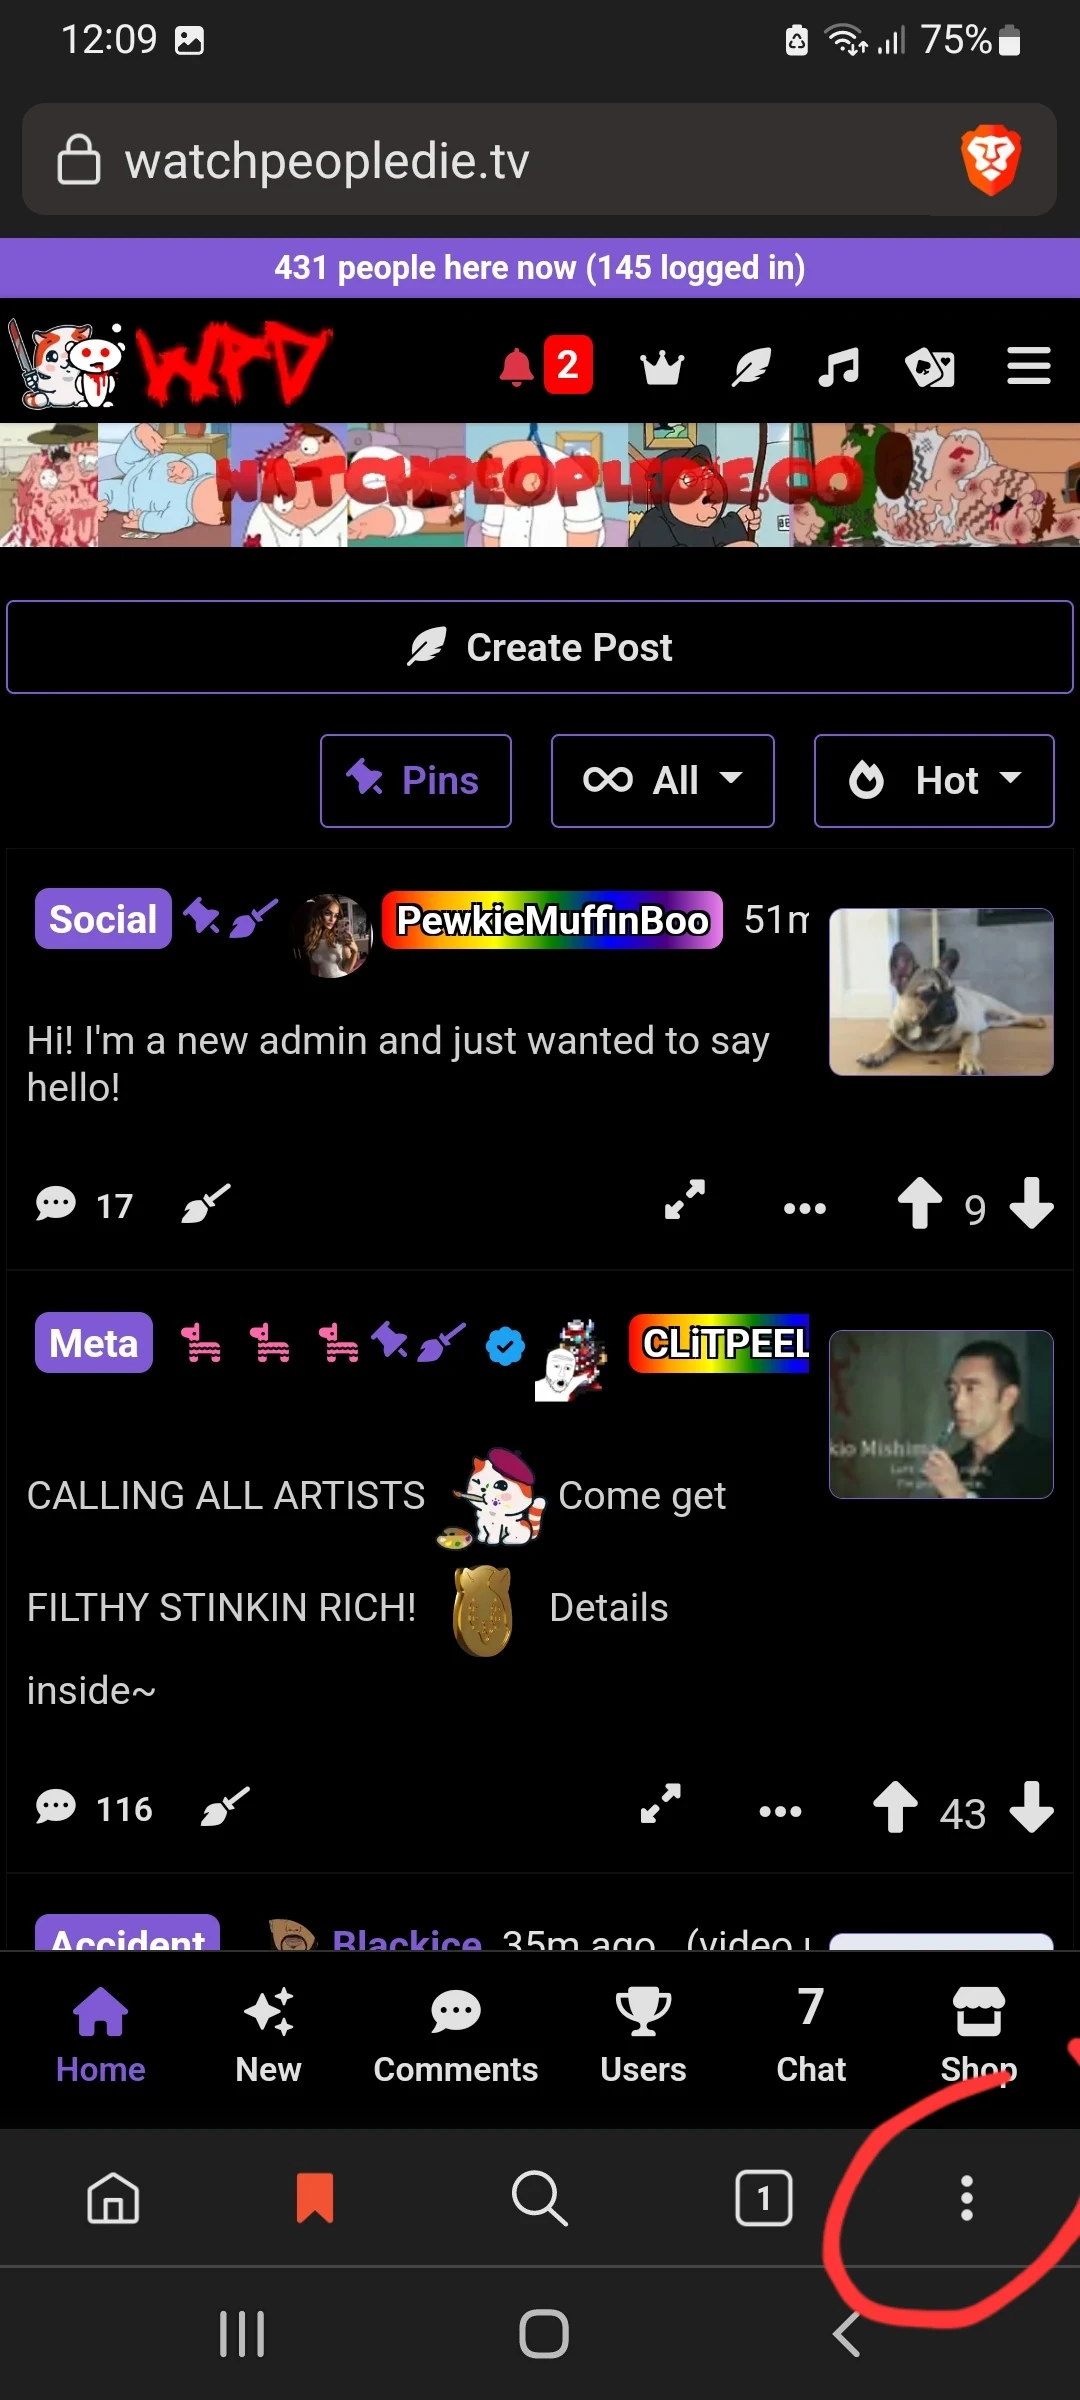 12:09 75%
watchpeopledie.tv
431 people here now (145 logged in)
WPD 2
WATCHPEOPLEDIE.CO
Create Post
Pins All Hot
Social PewkieMuffinBoo 51m
Hi! I'm a new admin and just wanted to say
hello!
17 9
Meta CLiTPEEL
kio Mishima
CALLING ALL ARTISTS Come get
FILTHY STINKIN RICH! Details
inside~
116 43
Accident Blackice 35m ago (video
7
Home New Comments Users Chat Shop
1